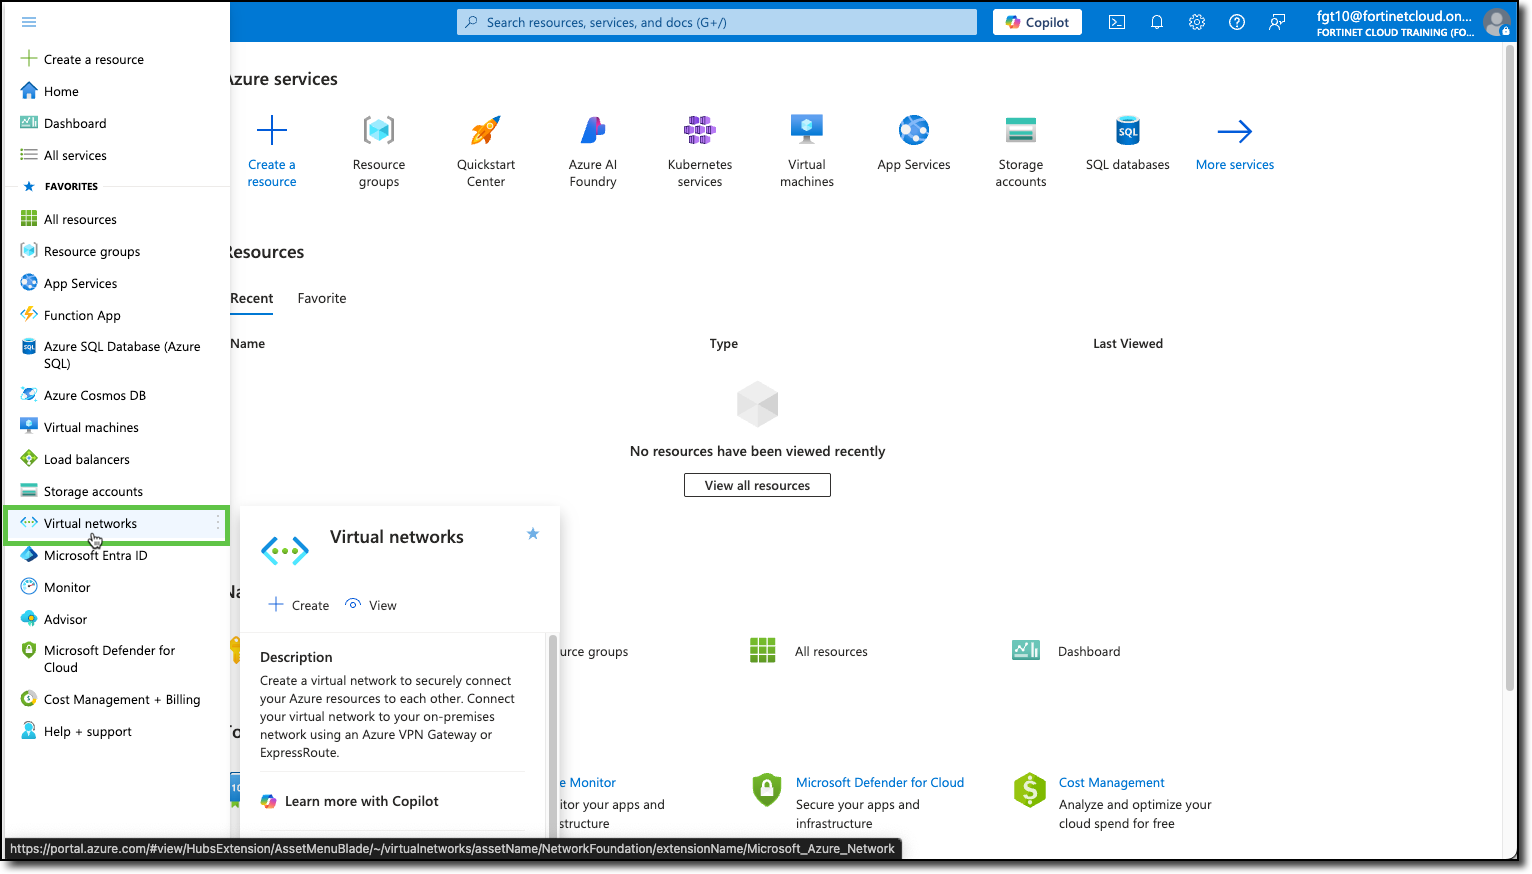 Search resources, services, and docs (G+/)
Copilot
fgt10@fortinetcloud.on...
FORTINET CLOUD TRAINING (FO...
Create a resource
Home
Dashboard
All services
FAVORITES
All resources
Resource groups
App Services
Function App
Azure SQL Database (Azure
SQL)
Azure Cosmos DB
Virtual machines
Load balancers
Storage accounts
Virtual networks
Microsoft Entra ID
Monitor
Advisor
Microsoft Defender for
Cloud
Cost Management + Billing
Help + support
Azure services
Create a
resource
Resource
groups
Quickstart
Center
Azure AI
Foundry
Kubernetes
services
Virtual
machines
App Services
Storage
accounts
SQL
SQL databases
More services
Resources
Recent
Favorite
Name
Type
Last Viewed
No resources have been viewed recently
View all resources
Virtual networks
Create
View
Description
Create a virtual network to securely connect
your Azure resources to each other. Connect
your virtual network to your on-premises
network using an Azure VPN Gateway or
ExpressRoute.
Learn more with Copilot
Na
urce groups
All resources
Dashboard
To
10
e Monitor
itor your apps and
structure
Microsoft Defender for Cloud
Secure your apps and
infrastructure
Cost Management
Analyze and optimize your
cloud spend for free
https://portal.azure.com/#view/HubsExtension/AssetMenuBlade/~/virtualnetworks/assetName/NetworkFoundation/extensionName/Microsoft_Azure_Network